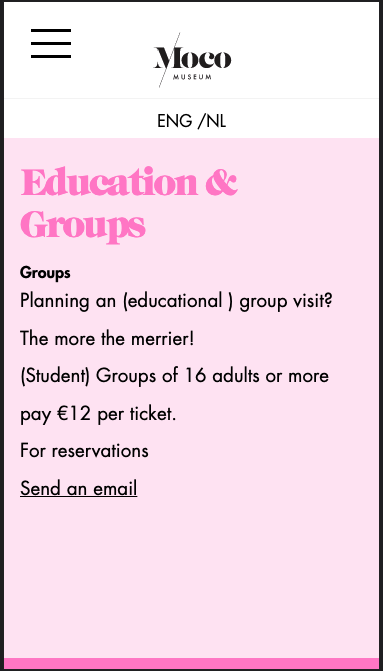 Moco
MUSEUM
ENG /NL
Education &
Groups
Groups
Planning an (educational ) group visit?
The more the merrier!
(Student) Groups of 16 adults or more
pay €12 per ticket.
For reservations
Send an email